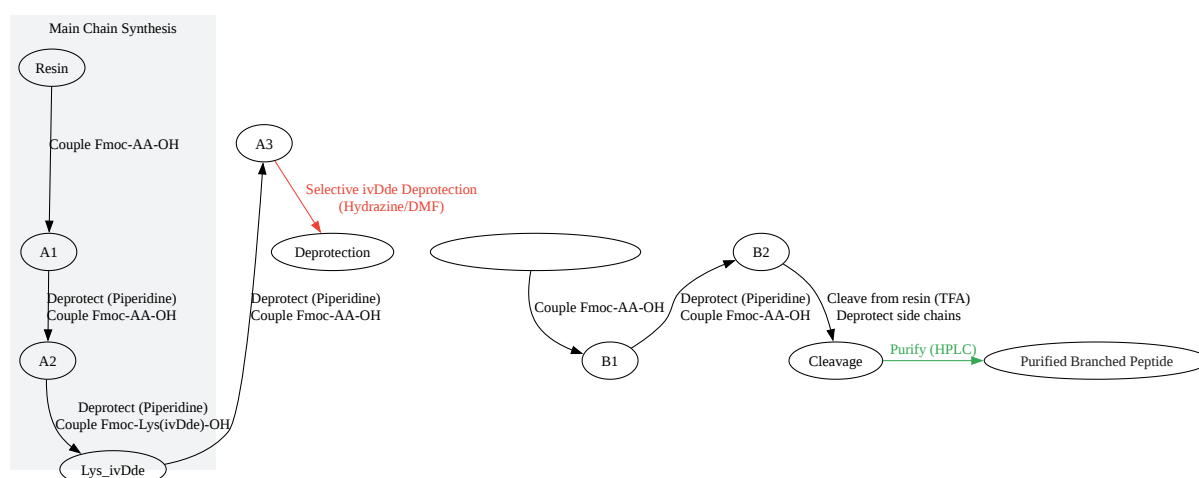 Main Chain Synthesis
Resin
Couple Fmoc-AA-OH
A1
Deprotect (Piperidine)
Couple Fmoc-AA-OH
A2
Deprotect (Piperidine)
Couple Fmoc-Lys(ivDde)-OH
Lys_ivDde
Deprotect (Piperidine)
Couple Fmoc-AA-OH
A3
Selective ivDde Deprotection
(Hydrazine/DMF)
Deprotection
Couple Fmoc-AA-OH
B1
Deprotect (Piperidine)
Couple Fmoc-AA-OH
B2
Cleave from resin (TFA)
Deprotect side chains
Cleavage
Purify (HPLC)
Purified Branched Peptide